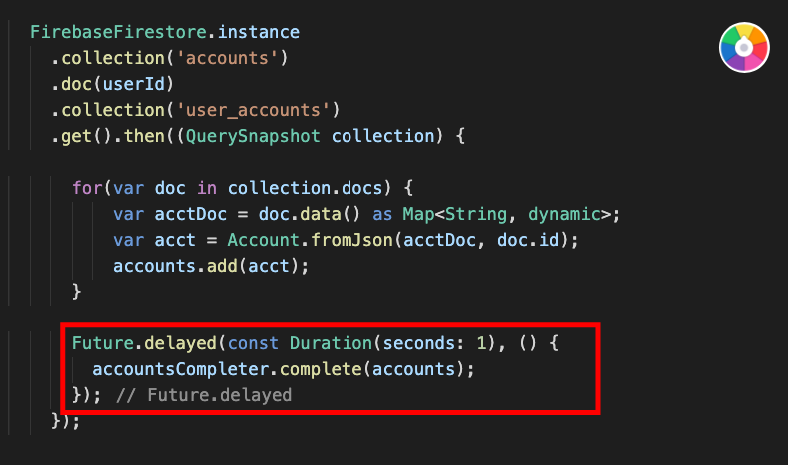 FirebaseFirestore.instance
.collection('accounts')
.doc(userId)
.collection('user_accounts')
.get().then((QuerySnapshot collection) {
for(var doc in collection.docs) {
var acctDoc = doc.data() as Map<String, dynamic>;
var acct = Account.fromJson(acctDoc, doc.id);
accounts.add(acct);
}
Future.delayed(const Duration(seconds: 1), () {
accountsCompleter.complete(accounts);
}); // Future.delayed
});